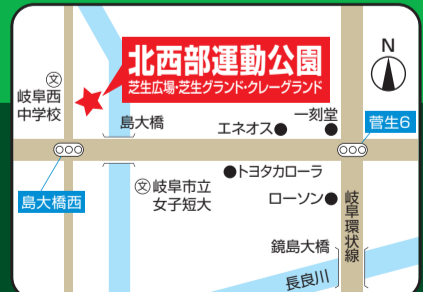 北西部運動公園
芝生広場・芝生グランド・クレーグランド
N
文
岐阜西
中学校
島大橋
エネオス
一刻堂
菅生6
島大橋西
文
岐阜市立
女子短大
トヨタカローラ
ローソン
岐阜環状線
鏡島大橋
長良川